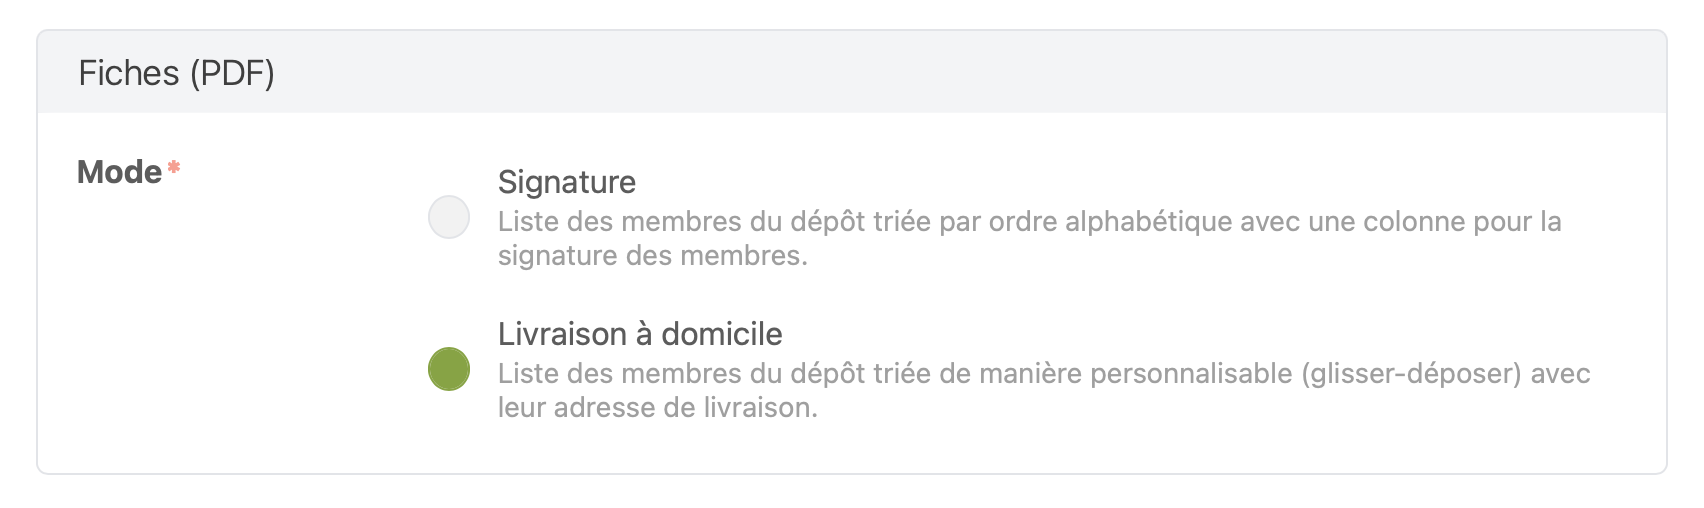 Fiches (PDF)
Mode*
Signature
Liste des membres du dépôt triée par ordre alphabétique avec une colonne pour la
signature des membres.
Livraison à domicile
Liste des membres du dépôt triée de manière personnalisable (glisser-déposer) avec
leur adresse de livraison.